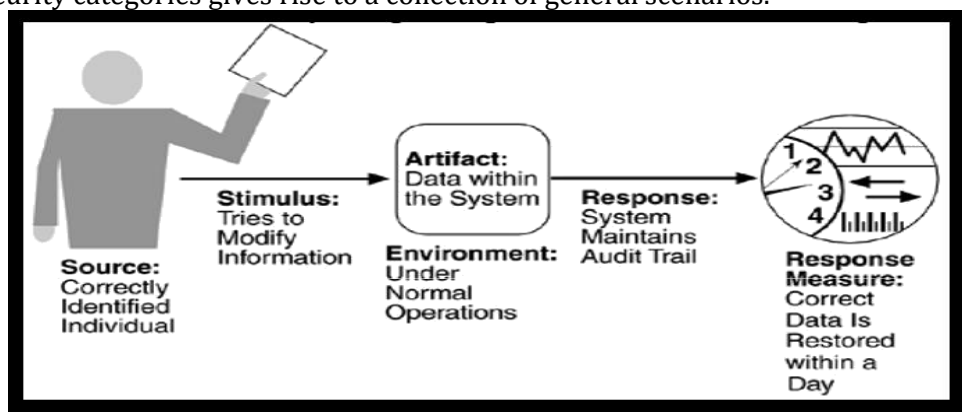 categories gives rise to a collection of general scenarios.
Artifact:
Data within
the System
Stimulus:
Tries to
Modify
Information
Response:
System
Maintains
Audit Trail
Environment:
Under
Normal
Operations
Source:
Correctly
Identified
Individual
1
2
3
4
Response
Measure:
Correct
Data Is
Restored
within a
Day